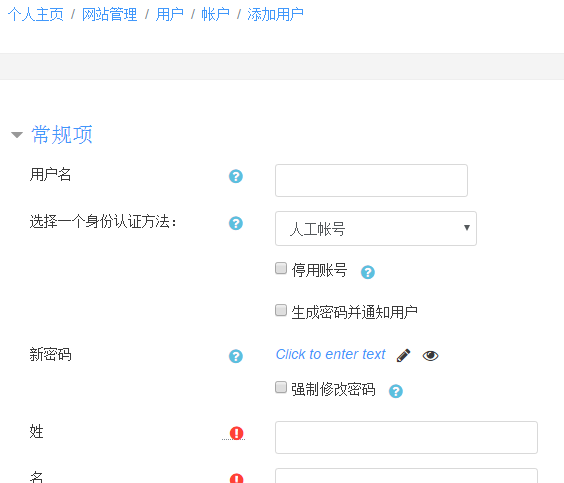 个人主页 / 网站管理 / 用户 / 帐户 / 添加用户
常规项
用户名
选择一个身份认证方法：
人工帐号
停用账号
生成密码并通知用户
新密码 Click to enter text
强制修改密码
姓
名